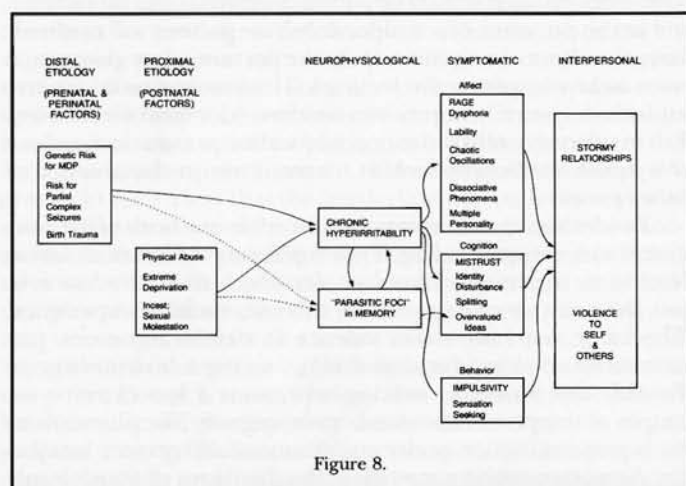 DISTAL ETIOLOGY
(PRENATAL
PERINATAL
FACTORS)
PROXIMAL
ETIOLOGY
(POSTNATAL
FACTORS)
NEUROPHYSIOLOGICAL
SYMPTOMATIC
INTERPERSONAL
Genetic Risk
for MDP
Risk for
Partial
Complex
Seizures
Birth Trauma
Physical Abuse
Extreme
Deprivation
Incest;
Sexual
Molestation
CHRONIC
HYPERIRRITABILITY
"PARASITIC FOCI"
in MEMORY
Affect
RAGE
Dysphoria
Lability
Chaotic
Oscillations
Dissociative
Phenomena
Multiple
Personality
Cognition
MISTRUST
Identity
Disturbance
Splitting
Overvalued
Ideas
Behavior
IMPULSIVITY
Sensation
Seeking
STORMY
RELATIONSHIPS
VIOLENCE
TO
SELF
&
OTHERS
Figure 8.